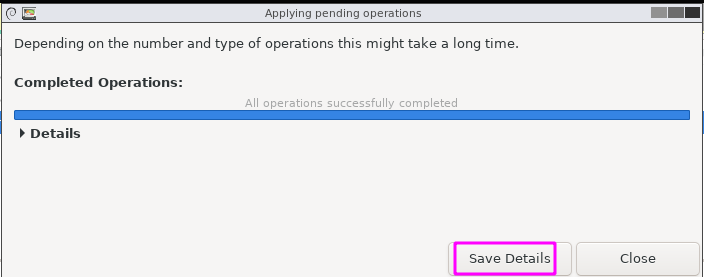 Applying pending operations
Depending on the number and type of operations this might take a long time.
Completed Operations:
All operations successfully completed
Details
Save Details
Close